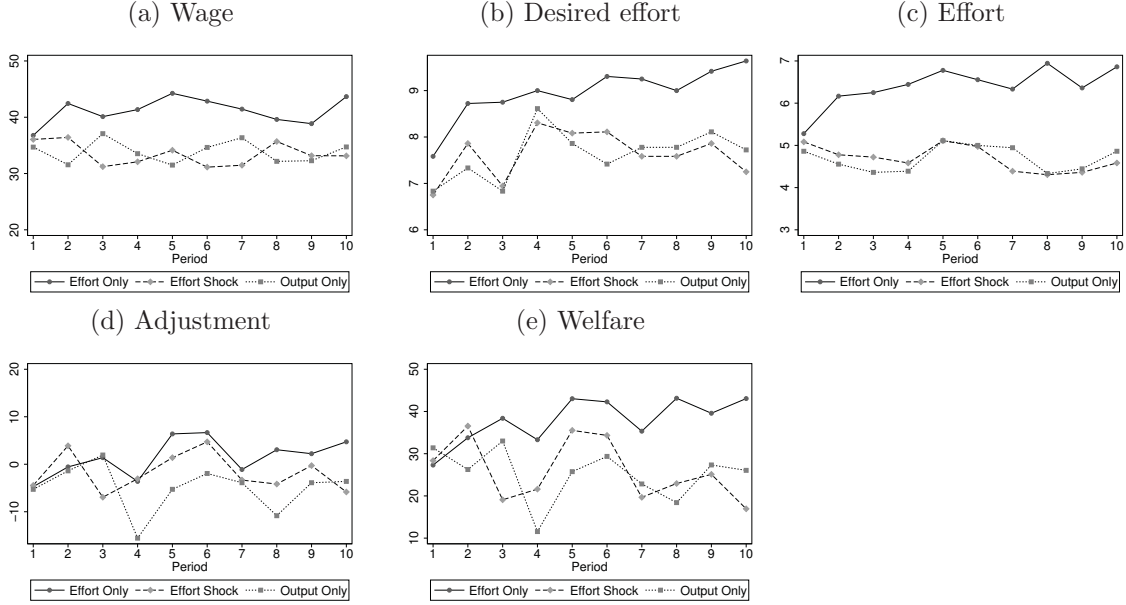 (a) Wage
(b) Desired effort
(c) Effort
50
40
30
20
1 2 3 4 5 6 7 8 9 10
Period
Effort Only Effort Shock Output Only
9
8
7
6
1 2 3 4 5 6 7 8 9 10
Period
Effort Only Effort Shock Output Only
7
6
5
4
3
1 2 3 4 5 6 7 8 9 10
Period
Effort Only Effort Shock Output Only
(d) Adjustment
(e) Welfare
20
10
0
−10
1 2 3 4 5 6 7 8 9 10
Period
Effort Only Effort Shock Output Only
50
40
30
20
10
1 2 3 4 5 6 7 8 9 10
Period
Effort Only Effort Shock Output Only